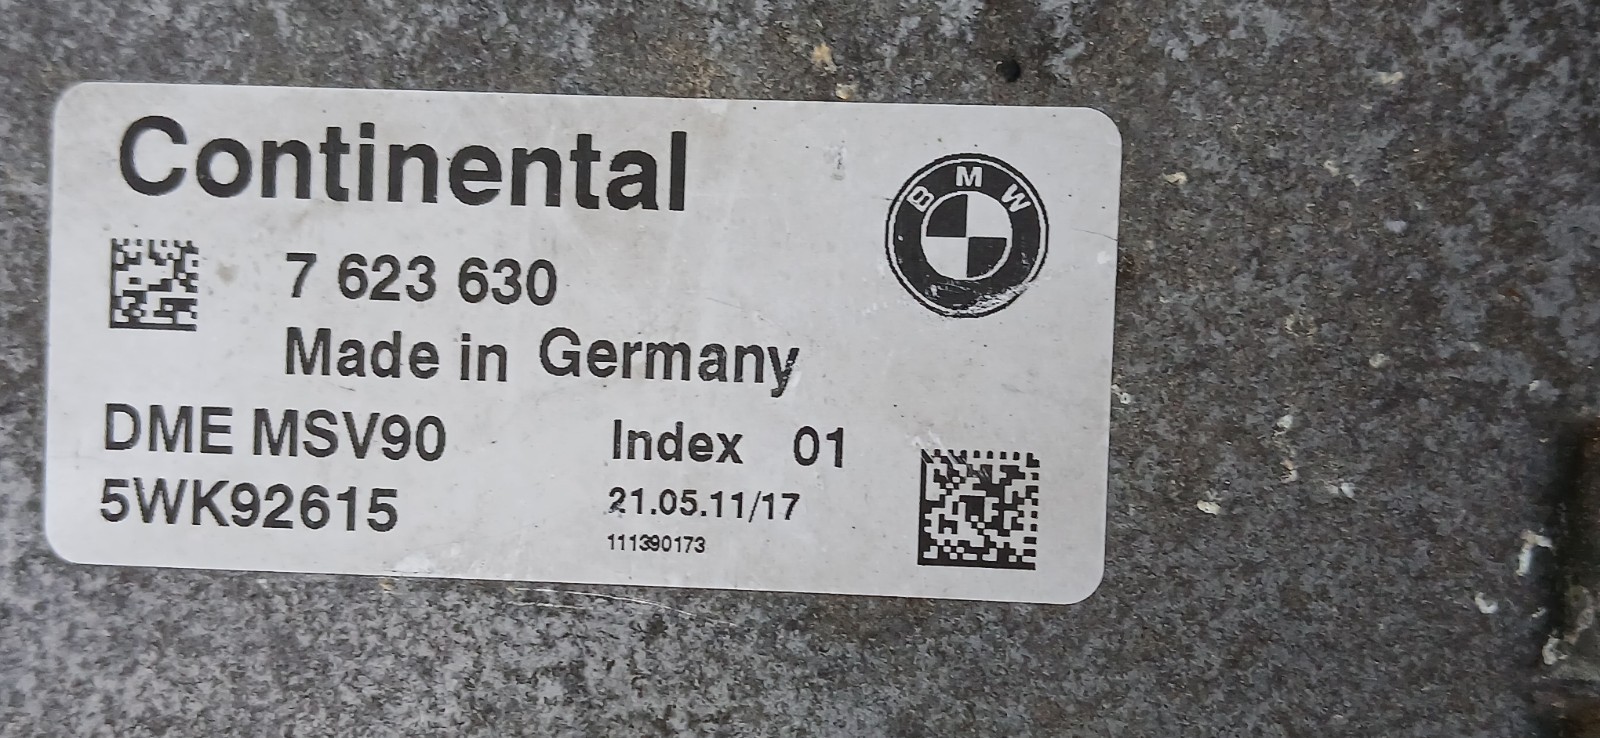 Continental
BMW
7 623 630
Made in Germany
DME MSV90
Index 01
5WK92615
21.05.11/17
111390173